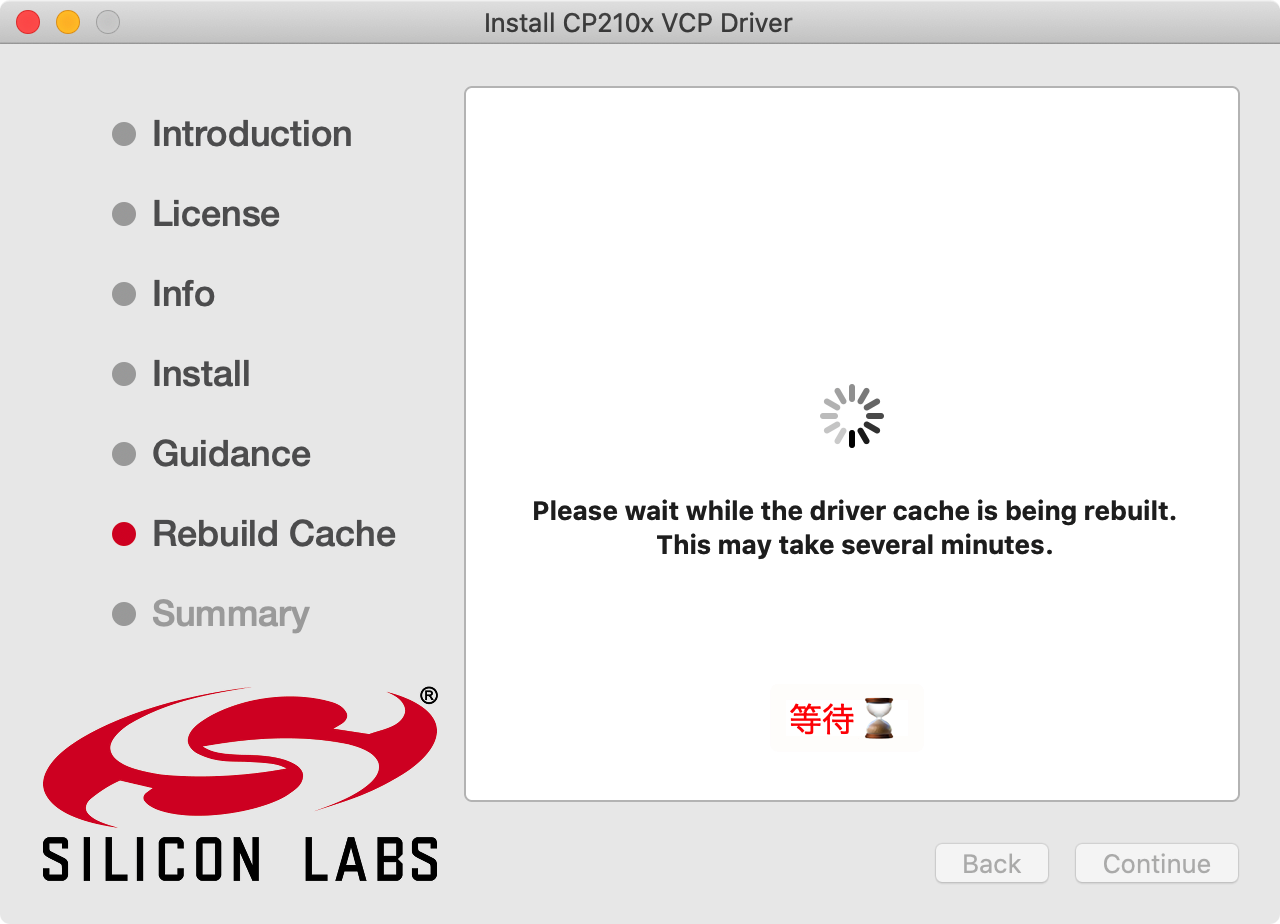 Install CP210x VCP Driver
Introduction
License
Info
Install
Guidance
Rebuild Cache
Summary
Please wait while the driver cache is being rebuilt.
This may take several minutes.
等待⌛
®
SILICON LABS
Back
Continue